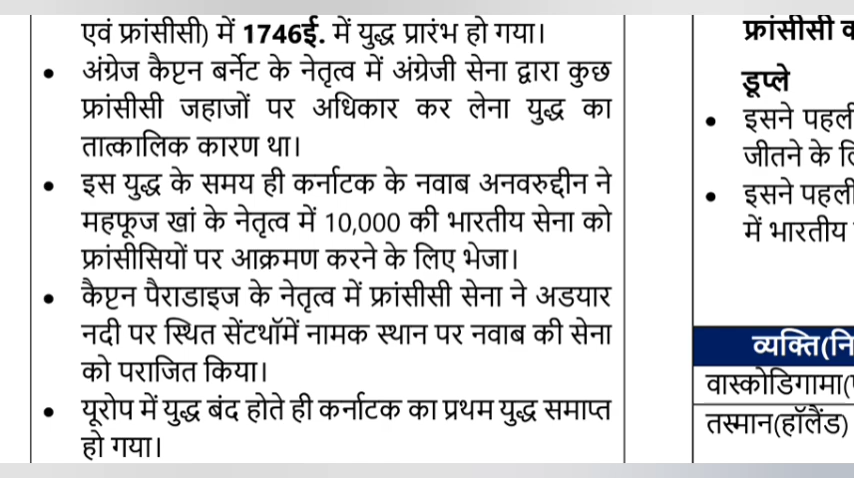 एवं फ्रांसीसी) में 1746ई. में युद्ध प्रारंभ हो गया।
• अंग्रेज कैप्टन बर्नेट के नेतृत्व में अंग्रेजी सेना द्वारा कुछ
फ्रांसीसी जहाजों पर अधिकार कर लेना युद्ध का
तात्कालिक कारण था।
• इस युद्ध के समय ही कर्नाटक के नवाब अनवरुद्दीन ने
महफूज खां के नेतृत्व में 10,000 की भारतीय सेना को
फ्रांसीसियों पर आक्रमण करने के लिए भेजा।
• कैप्टन पैराडाइज के नेतृत्व में फ्रांसीसी सेना ने अडयार
नदी पर स्थित सेंटथॉमें नामक स्थान पर नवाब की सेना
को पराजित किया।
• यूरोप में युद्ध बंद होते ही कर्नाटक का प्रथम युद्ध समाप्त
हो गया।
फ्रांसीसी
डूप्ले
• इसने पहली
जीतने के
• इसने पहली
में भारतीय
व्यक्ति(नि
वास्कोडिगामा(
तस्मान(हॉलैंड)